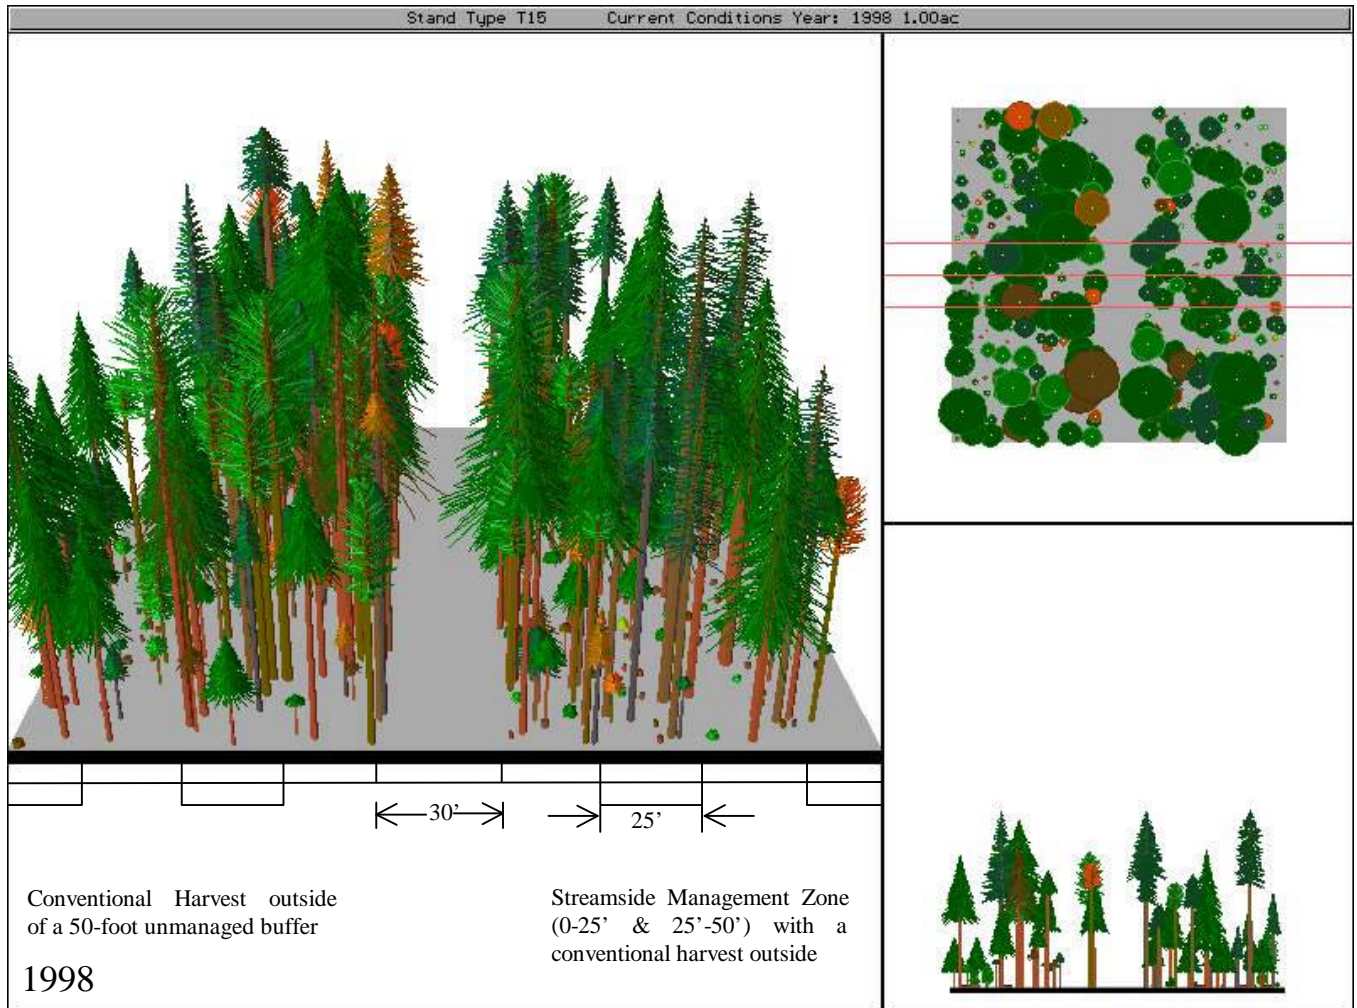 Stand Type T15 Current Conditions Year: 1998 1.00ac
30’
25’
Conventional Harvest outside
of a 50-foot unmanaged buffer
Streamside Management Zone
(0-25’ & 25’-50’) with a
conventional harvest outside
1998